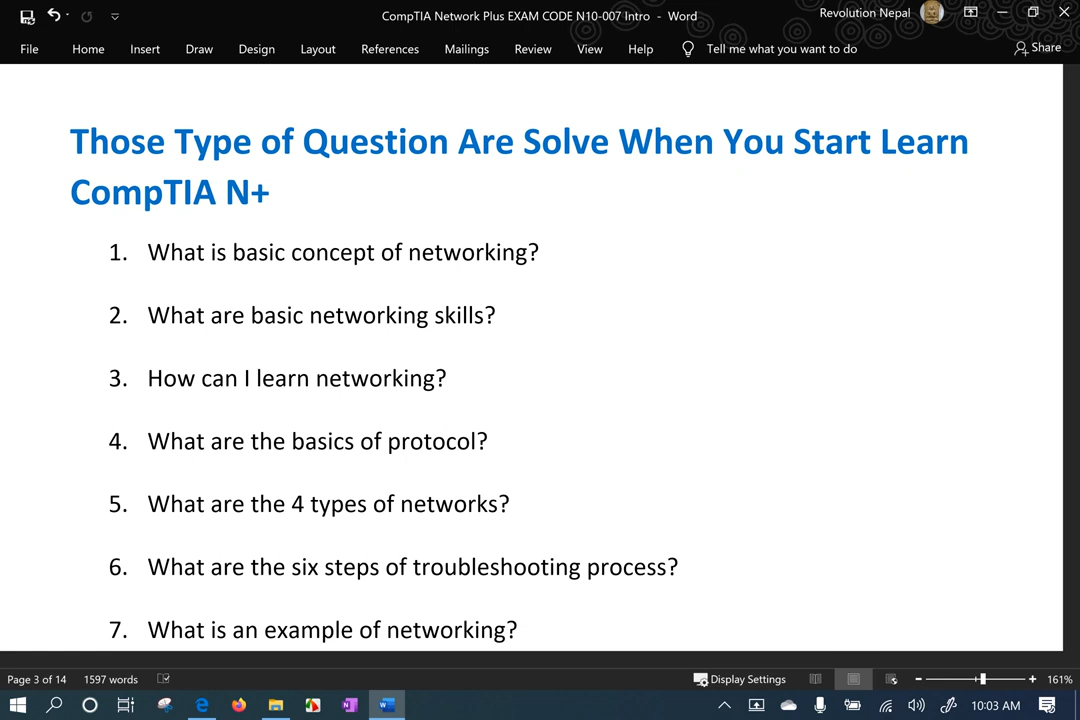 CompTIA Network Plus EXAM CODE N10-007 Intro - Word
Revolution Nepal
File Home Insert Draw Design Layout References Mailings Review View Help Tell me what you want to do Share
Those Type of Question Are Solve When You Start Learn
CompTIA N+
1. What is basic concept of networking?
2. What are basic networking skills?
3. How can I learn networking?
4. What are the basics of protocol?
5. What are the 4 types of networks?
6. What are the six steps of troubleshooting process?
7. What is an example of networking?
Page 3 of 14 1597 words Display Settings 161%
10:03 AM